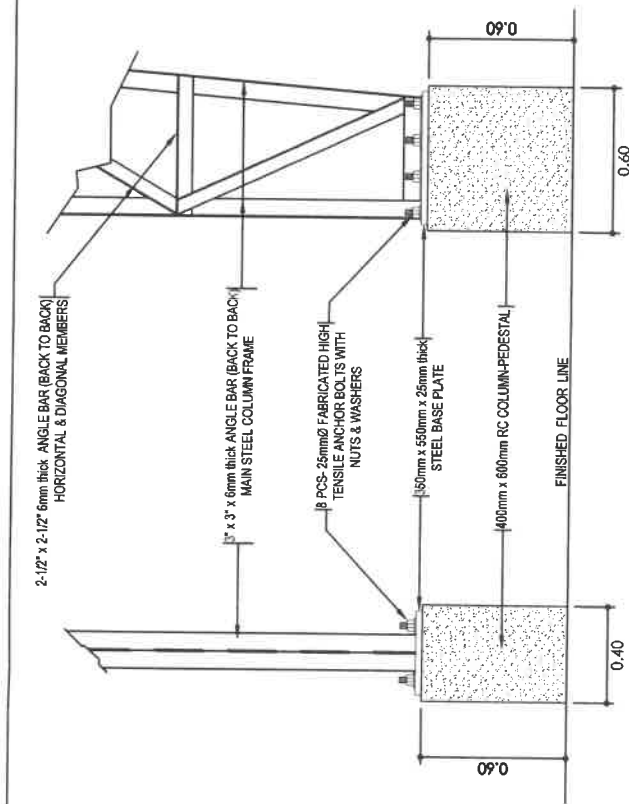 2-1/2" x 2-1/2" 6mm thick ANGLE BAR (BACK TO BACK)
HORIZONTAL & DIAGONAL MEMBERS
3" x 3" x 6mm thick ANGLE BAR (BACK TO BACK)
MAIN STEEL COLUMN FRAME
8 PCS- 25mmØ FABRICATED HIGH
TENSILE ANCHOR BOLTS WITH
NUTS & WASHERS
350mm x 550mm x 25mm thick
STEEL BASE PLATE
400mm x 600mm RC COLUMN-PEDESTAL
FINISHED FLOOR LINE
0.60
0.40
0.60
0.60